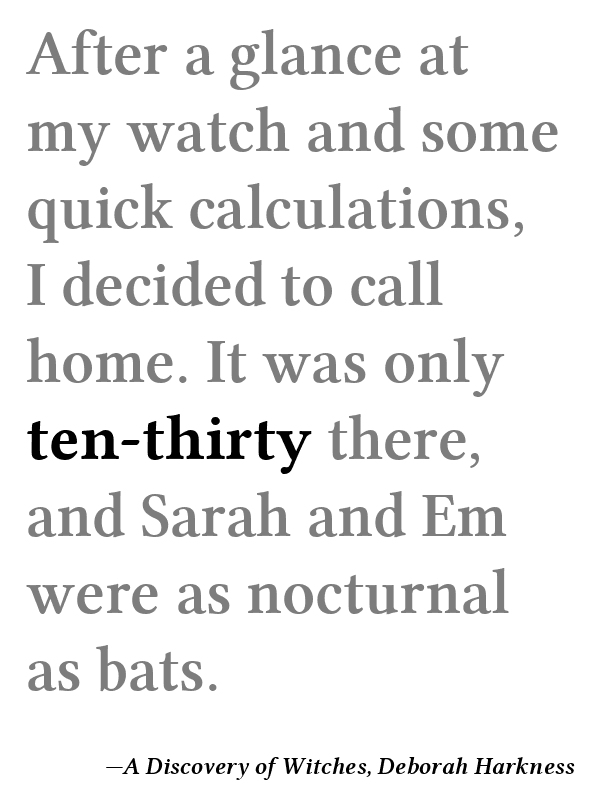 After a glance at
my watch and some
quick calculations,
I decided to call
home. It was only
ten-thirty there,
and Sarah and Em
were as nocturnal
as bats.
—A Discovery of Witches, Deborah Harkness